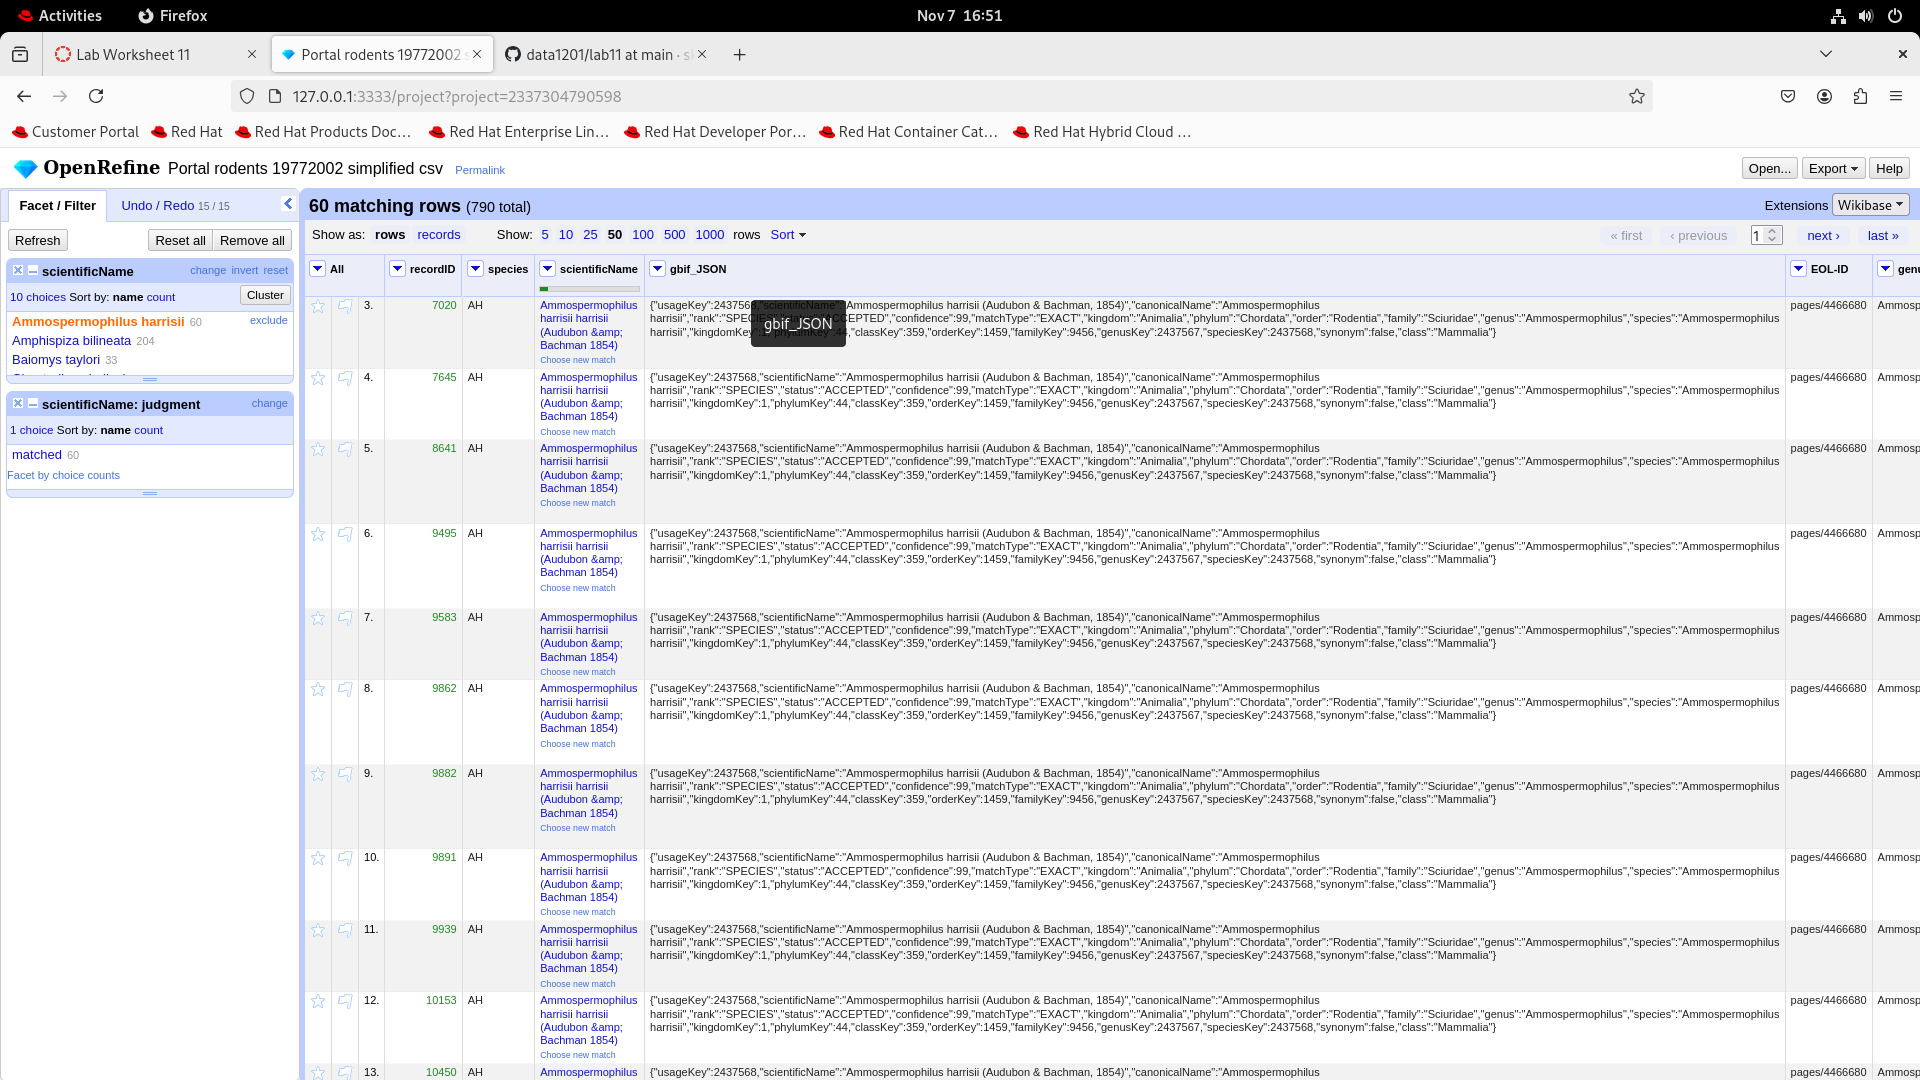 Activities
Firefox
Nov 7 16:51
Lab Worksheet 11
Portal rodents 19772002 s
data1201/lab11 at main · s
127.0.0.1:3333/project?project=2337304790598
Customer Portal Red Hat Red Hat Products Doc... Red Hat Enterprise Lin... Red Hat Developer Por... Red Hat Container Cat... Red Hat Hybrid Cloud ...
OpenRefine Portal rodents 19772002 simplified csv Permalink
Open... Export Help
Facet / Filter Undo / Redo 15 / 15
Refresh Reset all Remove all
scientificName change invert reset
10 choices Sort by: name count Cluster
Ammospermophilus harrisii 60 exclude
Amphispiza bilineata 204
Baiomys taylori 33
scientificName: judgment change
1 choice Sort by: name count
matched 60
Facet by choice counts
60 matching rows (790 total)
Extensions Wikibase
Show as: rows records Show: 5 10 25 50 100 500 1000 rows Sort
« first ‹ previous 1 next › last »
All recordID species scientificName gbif_JSON EOL-ID genu
gbif_JSON
3. 7020 AH Ammospermophilus {"usageKey":2437568,"scientificName":"Ammospermophilus harrisii (Audubon & Bachman, 1854)","canonicalName":"Ammospermophilus pages/4466680 Ammosp
harrisii harrisii harrisii","rank":"SPECIES","status":"ACCEPTED","confidence":99,"matchType":"EXACT","kingdom":"Animalia","phylum":"Chordata","order":"Rodentia","family":"Sciuridae","genus":"Ammospermophilus","species":"Ammospermophilus
(Audubon &amp; harrisii","kingdomKey":1,"phylumKey":44,"classKey":359,"orderKey":1459,"familyKey":9456,"genusKey":2437567,"speciesKey":2437568,"synonym":false,"class":"Mammalia"}
Bachman 1854)
Choose new match
4. 7645 AH Ammospermophilus {"usageKey":2437568,"scientificName":"Ammospermophilus harrisii (Audubon & Bachman, 1854)","canonicalName":"Ammospermophilus pages/4466680 Ammosp
harrisii harrisii harrisii","rank":"SPECIES","status":"ACCEPTED","confidence":99,"matchType":"EXACT","kingdom":"Animalia","phylum":"Chordata","order":"Rodentia","family":"Sciuridae","genus":"Ammospermophilus","species":"Ammospermophilus
(Audubon &amp; harrisii","kingdomKey":1,"phylumKey":44,"classKey":359,"orderKey":1459,"familyKey":9456,"genusKey":2437567,"speciesKey":2437568,"synonym":false,"class":"Mammalia"}
Bachman 1854)
Choose new match
5. 8641 AH Ammospermophilus {"usageKey":2437568,"scientificName":"Ammospermophilus harrisii (Audubon & Bachman, 1854)","canonicalName":"Ammospermophilus pages/4466680 Ammosp
harrisii harrisii harrisii","rank":"SPECIES","status":"ACCEPTED","confidence":99,"matchType":"EXACT","kingdom":"Animalia","phylum":"Chordata","order":"Rodentia","family":"Sciuridae","genus":"Ammospermophilus","species":"Ammospermophilus
(Audubon &amp; harrisii","kingdomKey":1,"phylumKey":44,"classKey":359,"orderKey":1459,"familyKey":9456,"genusKey":2437567,"speciesKey":2437568,"synonym":false,"class":"Mammalia"}
Bachman 1854)
Choose new match
6. 9495 AH Ammospermophilus {"usageKey":2437568,"scientificName":"Ammospermophilus harrisii (Audubon & Bachman, 1854)","canonicalName":"Ammospermophilus pages/4466680 Ammosp
harrisii harrisii harrisii","rank":"SPECIES","status":"ACCEPTED","confidence":99,"matchType":"EXACT","kingdom":"Animalia","phylum":"Chordata","order":"Rodentia","family":"Sciuridae","genus":"Ammospermophilus","species":"Ammospermophilus
(Audubon &amp; harrisii","kingdomKey":1,"phylumKey":44,"classKey":359,"orderKey":1459,"familyKey":9456,"genusKey":2437567,"speciesKey":2437568,"synonym":false,"class":"Mammalia"}
Bachman 1854)
Choose new match
7. 9583 AH Ammospermophilus {"usageKey":2437568,"scientificName":"Ammospermophilus harrisii (Audubon & Bachman, 1854)","canonicalName":"Ammospermophilus pages/4466680 Ammosp
harrisii harrisii harrisii","rank":"SPECIES","status":"ACCEPTED","confidence":99,"matchType":"EXACT","kingdom":"Animalia","phylum":"Chordata","order":"Rodentia","family":"Sciuridae","genus":"Ammospermophilus","species":"Ammospermophilus
(Audubon &amp; harrisii","kingdomKey":1,"phylumKey":44,"classKey":359,"orderKey":1459,"familyKey":9456,"genusKey":2437567,"speciesKey":2437568,"synonym":false,"class":"Mammalia"}
Bachman 1854)
Choose new match
8. 9862 AH Ammospermophilus {"usageKey":2437568,"scientificName":"Ammospermophilus harrisii (Audubon & Bachman, 1854)","canonicalName":"Ammospermophilus pages/4466680 Ammosp
harrisii harrisii harrisii","rank":"SPECIES","status":"ACCEPTED","confidence":99,"matchType":"EXACT","kingdom":"Animalia","phylum":"Chordata","order":"Rodentia","family":"Sciuridae","genus":"Ammospermophilus","species":"Ammospermophilus
(Audubon &amp; harrisii","kingdomKey":1,"phylumKey":44,"classKey":359,"orderKey":1459,"familyKey":9456,"genusKey":2437567,"speciesKey":2437568,"synonym":false,"class":"Mammalia"}
Bachman 1854)
Choose new match
9. 9882 AH Ammospermophilus {"usageKey":2437568,"scientificName":"Ammospermophilus harrisii (Audubon & Bachman, 1854)","canonicalName":"Ammospermophilus pages/4466680 Ammosp
harrisii harrisii harrisii","rank":"SPECIES","status":"ACCEPTED","confidence":99,"matchType":"EXACT","kingdom":"Animalia","phylum":"Chordata","order":"Rodentia","family":"Sciuridae","genus":"Ammospermophilus","species":"Ammospermophilus
(Audubon &amp; harrisii","kingdomKey":1,"phylumKey":44,"classKey":359,"orderKey":1459,"familyKey":9456,"genusKey":2437567,"speciesKey":2437568,"synonym":false,"class":"Mammalia"}
Bachman 1854)
Choose new match
10. 9891 AH Ammospermophilus {"usageKey":2437568,"scientificName":"Ammospermophilus harrisii (Audubon & Bachman, 1854)","canonicalName":"Ammospermophilus pages/4466680 Ammosp
harrisii harrisii harrisii","rank":"SPECIES","status":"ACCEPTED","confidence":99,"matchType":"EXACT","kingdom":"Animalia","phylum":"Chordata","order":"Rodentia","family":"Sciuridae","genus":"Ammospermophilus","species":"Ammospermophilus
(Audubon &amp; harrisii","kingdomKey":1,"phylumKey":44,"classKey":359,"orderKey":1459,"familyKey":9456,"genusKey":2437567,"speciesKey":2437568,"synonym":false,"class":"Mammalia"}
Bachman 1854)
Choose new match
11. 9939 AH Ammospermophilus {"usageKey":2437568,"scientificName":"Ammospermophilus harrisii (Audubon & Bachman, 1854)","canonicalName":"Ammospermophilus pages/4466680 Ammosp
harrisii harrisii harrisii","rank":"SPECIES","status":"ACCEPTED","confidence":99,"matchType":"EXACT","kingdom":"Animalia","phylum":"Chordata","order":"Rodentia","family":"Sciuridae","genus":"Ammospermophilus","species":"Ammospermophilus
(Audubon &amp; harrisii","kingdomKey":1,"phylumKey":44,"classKey":359,"orderKey":1459,"familyKey":9456,"genusKey":2437567,"speciesKey":2437568,"synonym":false,"class":"Mammalia"}
Bachman 1854)
Choose new match
12. 10153 AH Ammospermophilus {"usageKey":2437568,"scientificName":"Ammospermophilus harrisii (Audubon & Bachman, 1854)","canonicalName":"Ammospermophilus pages/4466680 Ammosp
harrisii harrisii harrisii","rank":"SPECIES","status":"ACCEPTED","confidence":99,"matchType":"EXACT","kingdom":"Animalia","phylum":"Chordata","order":"Rodentia","family":"Sciuridae","genus":"Ammospermophilus","species":"Ammospermophilus
(Audubon &amp; harrisii","kingdomKey":1,"phylumKey":44,"classKey":359,"orderKey":1459,"familyKey":9456,"genusKey":2437567,"speciesKey":2437568,"synonym":false,"class":"Mammalia"}
Bachman 1854)
Choose new match
13. 10450 AH Ammospermophilus {"usageKey":2437568,"scientificName":"Ammospermophilus harrisii (Audubon & Bachman, 1854)","canonicalName":"Ammospermophilus pages/4466680 Ammosp